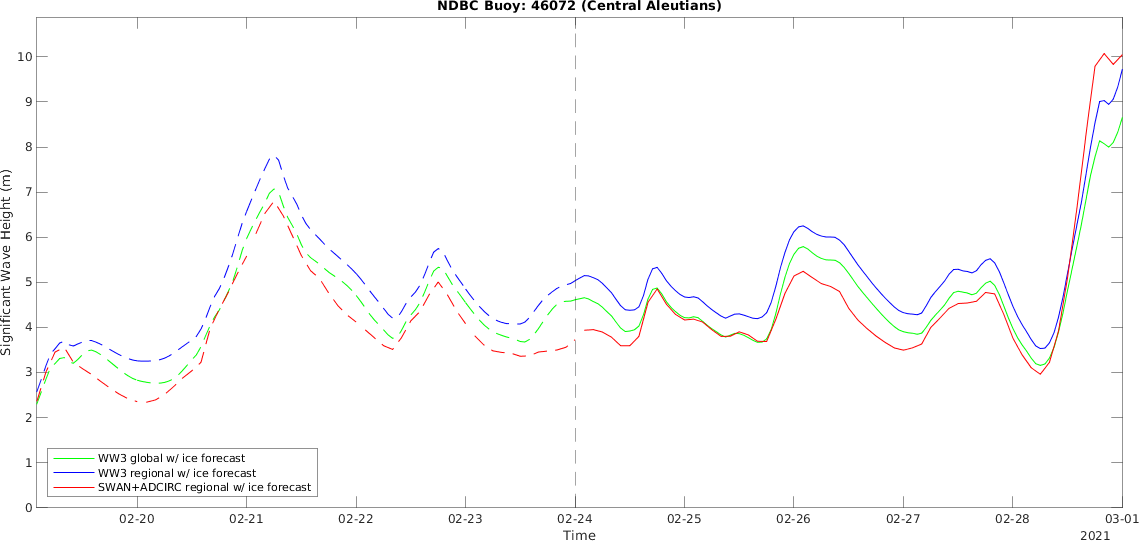 NDBC Buoy: 46072 (Central Aleutians)
Significant Wave Height (m)
10
9
8
7
6
5
4
3
2
1
0
WW3 global w/ ice forecast
WW3 regional w/ ice forecast
SWAN+ADCIRC regional w/ ice forecast
02-20 02-21 02-22 02-23 02-24 02-25 02-26 02-27 02-28 03-01
Time
2021